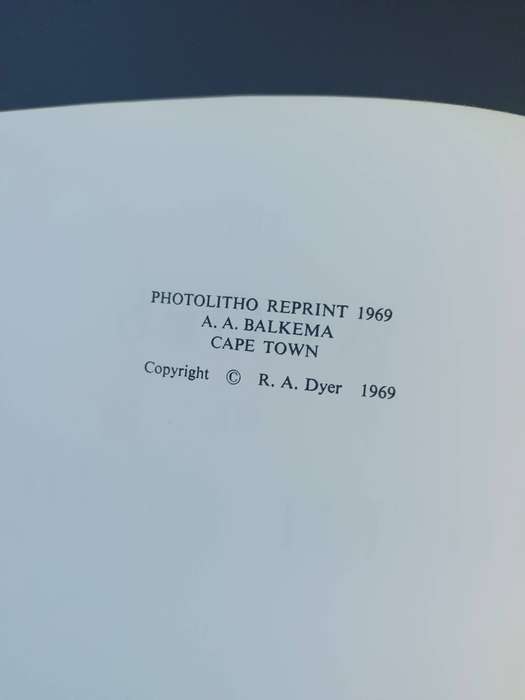 PHOTOLITHO REPRINT 1969
A. A. BALKEMA
CAPE TOWN
Copyright © R. A. Dyer 1969